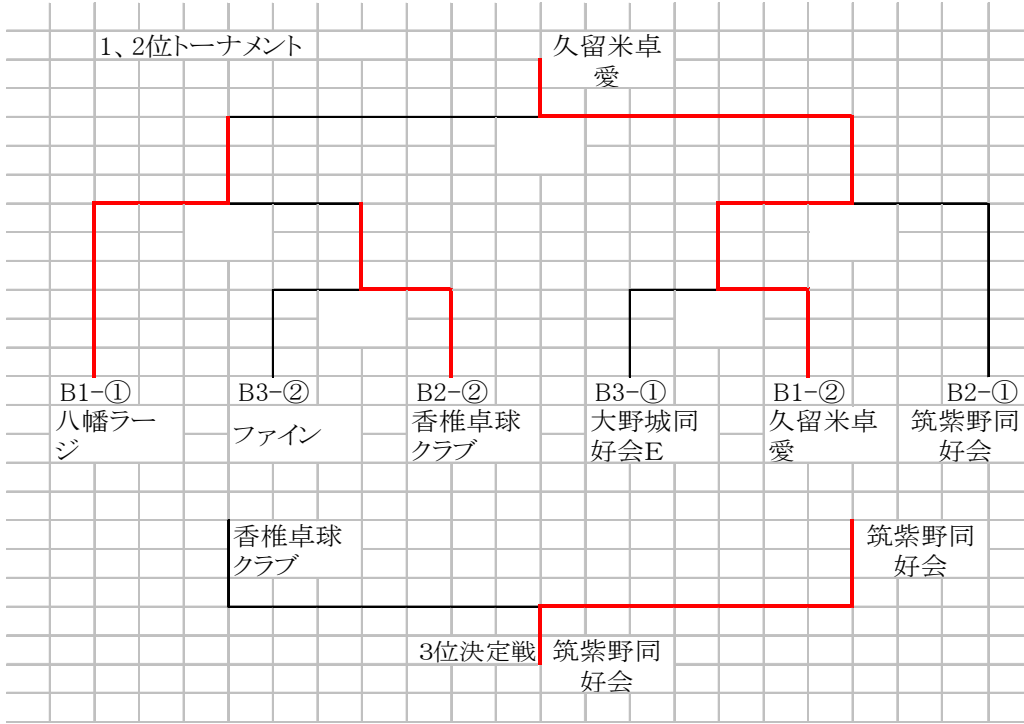 1、2位トーナメント
久留米卓
愛
B1-①
八幡ラー
ジ
B3-②
ファイン
B2-②
香椎卓球
クラブ
B3-①
大野城同
好会E
B1-②
久留米卓
愛
B2-①
筑紫野同
好会
香椎卓球
クラブ
筑紫野同
好会
3位決定戦
筑紫野同
好会